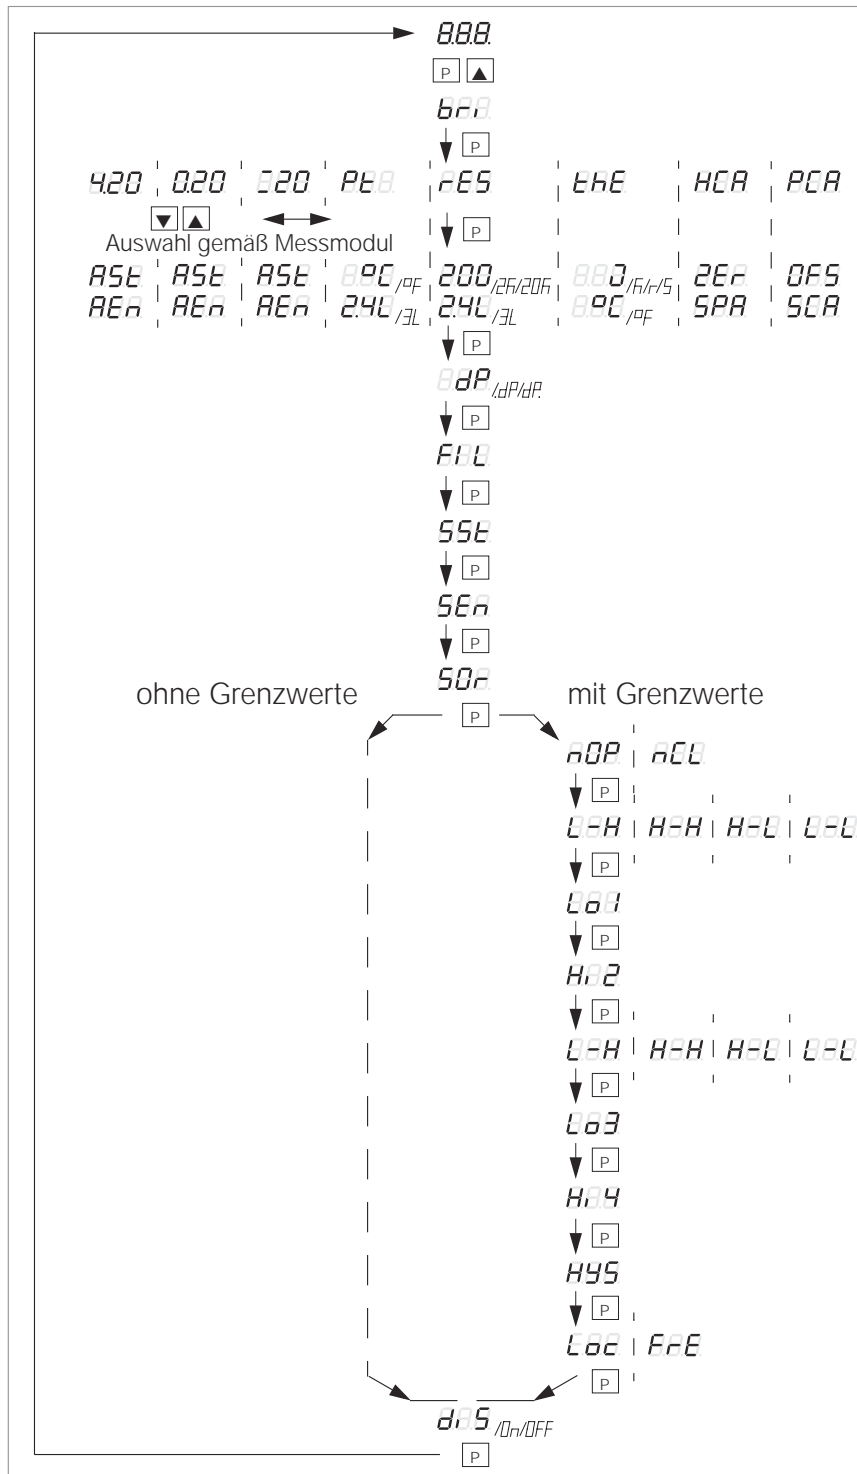 8.8.8.
P ▲
bri
P
4.20 0.20 _20 Pt rES thE HCA PCA
▼ ▲ P
Auswahl gemäß Messmodul
ASt ASt ASt °C/°F 200/2K/20K J/K/r/S ZEr OFS
AEn AEn AEn 2.4L/3L 2.4L/3L °C/°F SPA SCA
P
dP/.dP/dP.
P
FIL
P
SSt
P
SEn
P
SOr
ohne Grenzwerte mit Grenzwerte
P
nOP nCL
P
L-H H-H H-L L-L
P
Lo1
P
Hi2
P
L-H H-H H-L L-L
P
Lo3
P
Hi4
P
HYS
P
Loc FrE
P
diS/On/OFF
P